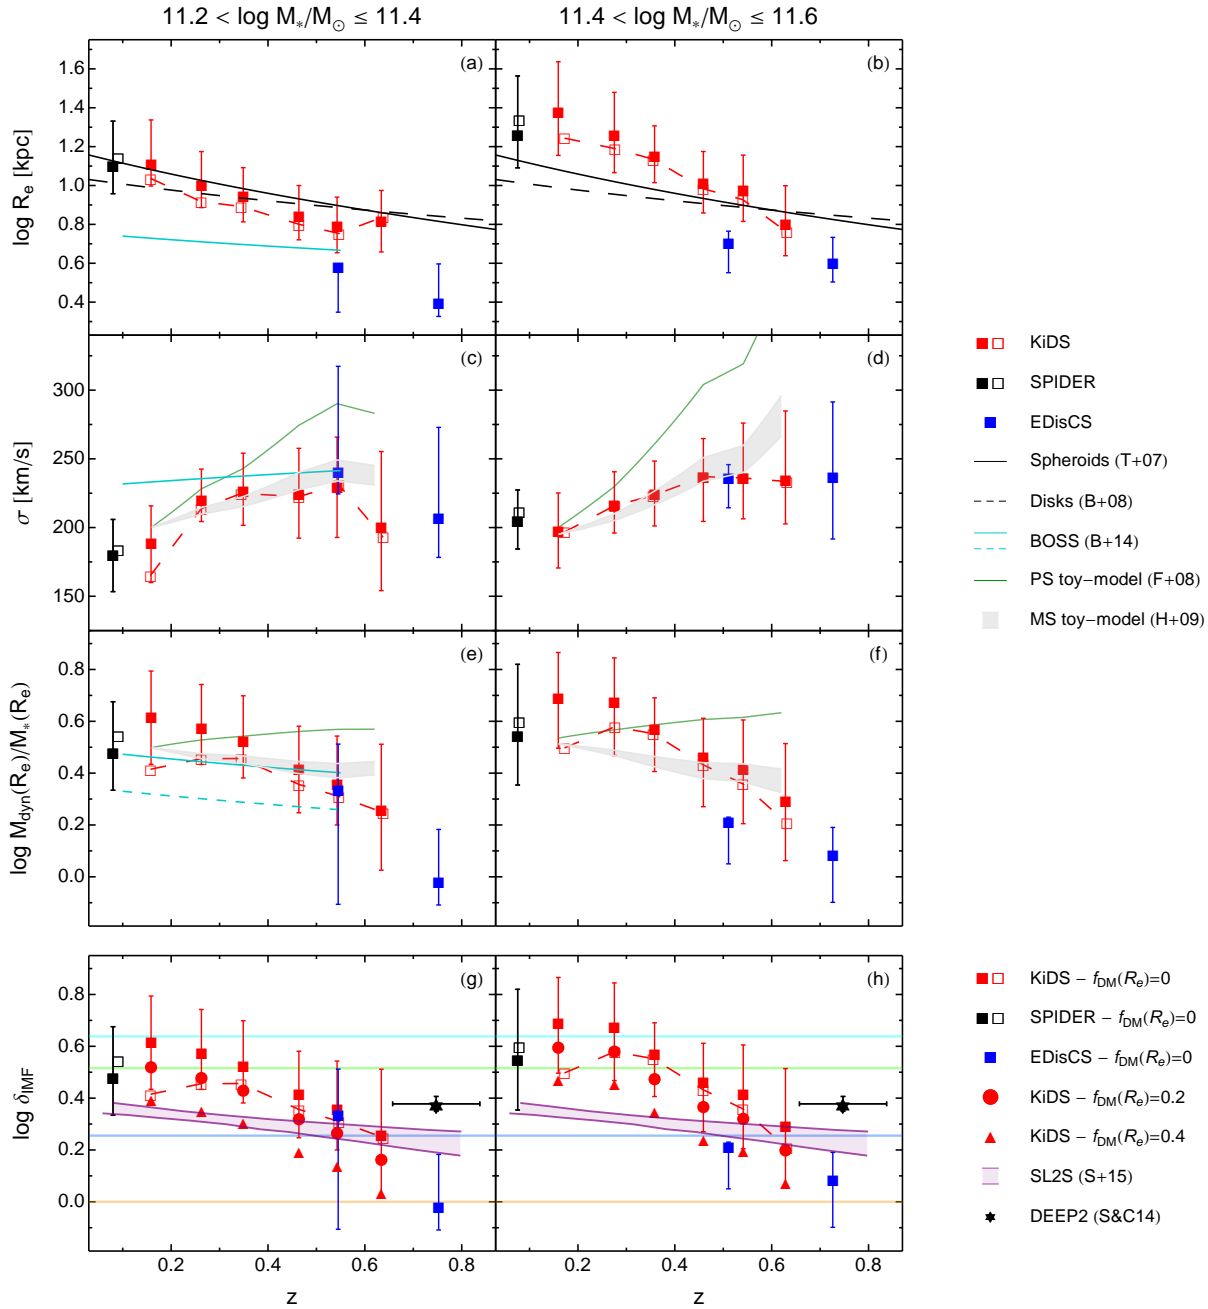 11.2 < log M*/M⊙ ≤ 11.4
11.4 < log M*/M⊙ ≤ 11.6
log Re [kpc]
1.6
1.4
1.2
1.0
0.8
0.6
0.4
(a)
(b)
σ [km/s]
300
250
200
150
(c)
(d)
log Mdyn(Re)/M*(Re)
0.8
0.6
0.4
0.2
0.0
(e)
(f)
log δIMF
0.8
0.6
0.4
0.2
0.0
(g)
(h)
0.2 0.4 0.6 0.8
0.2 0.4 0.6 0.8
z
z
KiDS
SPIDER
EDisCS
Spheroids (T+07)
Disks (B+08)
BOSS (B+14)
PS toy−model (F+08)
MS toy−model (H+09)
KiDS − fDM(Re)=0
SPIDER − fDM(Re)=0
EDisCS − fDM(Re)=0
KiDS − fDM(Re)=0.2
KiDS − fDM(Re)=0.4
SL2S (S+15)
DEEP2 (S&C14)